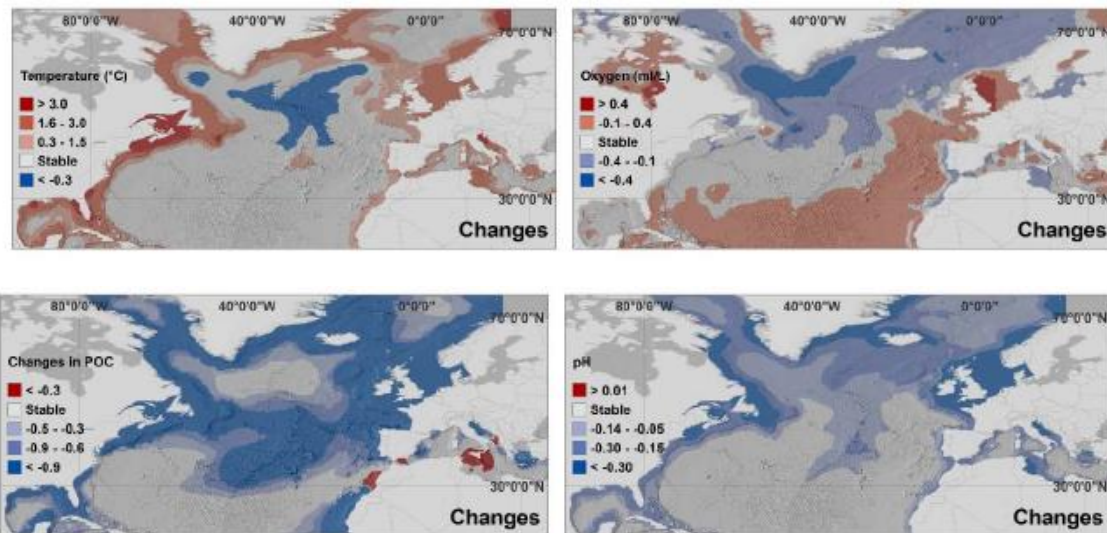 80°0'0"W 40°0'0"W 0°0'0"
70°0'0"N
Temperature (°C)
> 3.0
1.6 - 3.0
0.3 - 1.5
Stable
< -0.3
30°0'0"N
Changes
80°0'0"W 40°0'0"W 0°0'0"E
70°0'0"N
Oxygen (ml/L)
> 0.4
-0.1 - 0.4
Stable
-0.4 - -0.1
< -0.4
30°0'0"N
Changes
80°0'0"W 40°0'0"W 0°0'0"
70°0'0"N
Changes in POC
< -0.3
Stable
-0.5 - -0.3
-0.9 - -0.6
< -0.9
30°0'0"N
Changes
80°0'0"W 40°0'0"W 0°0'0"
70°0'0"N
pH
> 0.01
Stable
-0.14 - -0.05
-0.30 - -0.15
< -0.30
30°0'0"N
Changes